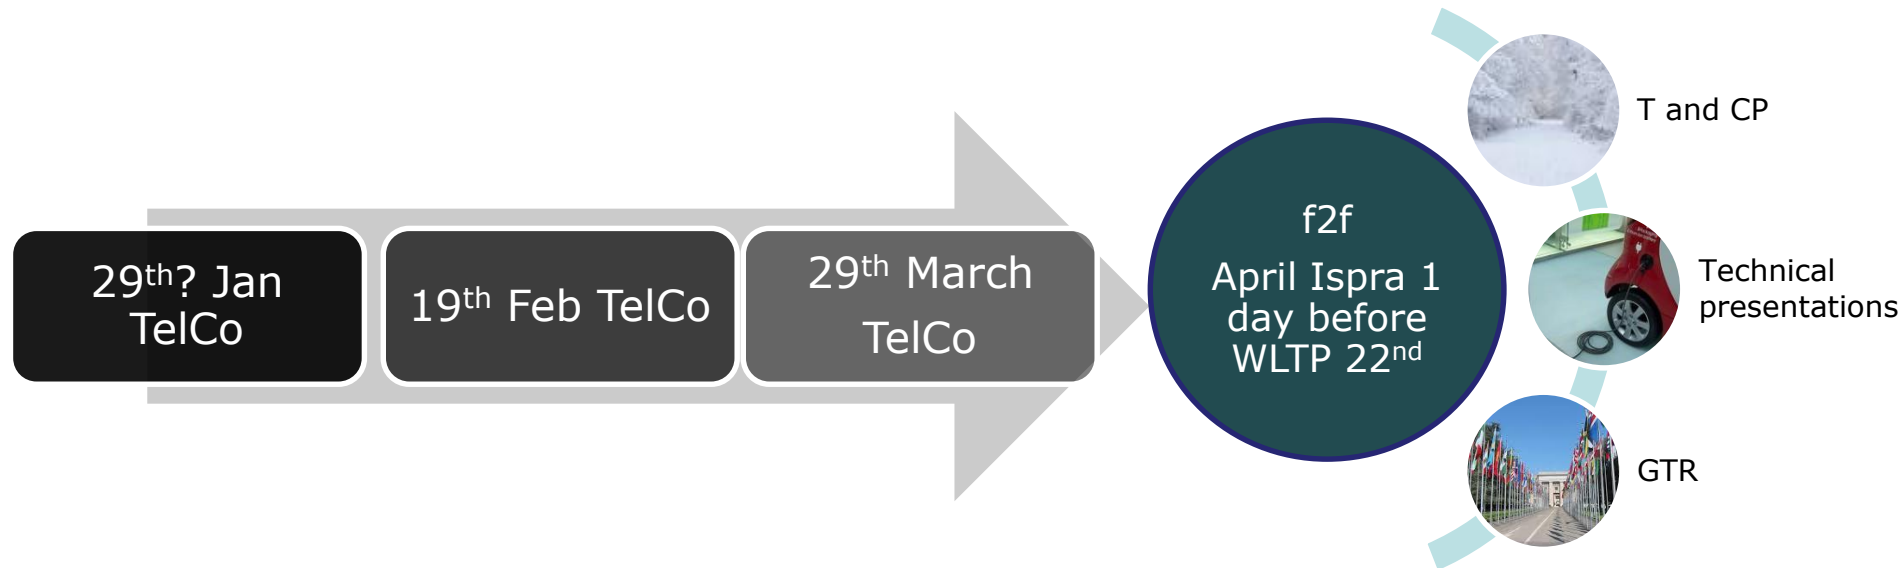 29th? Jan
TelCo
19th Feb TelCo
29th March
TelCo
f2f
April Ispra 1
day before
WLTP 22nd
T and CP
Technical
presentations
GTR